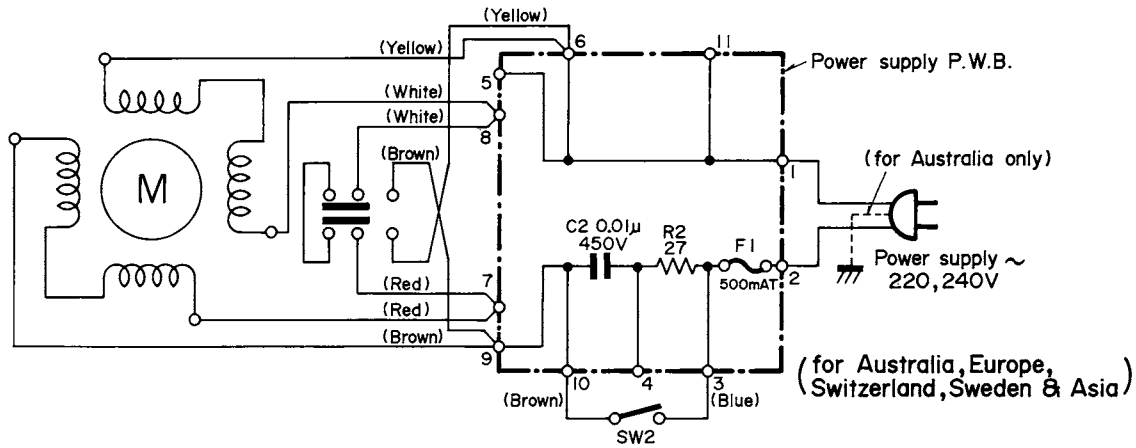 (Yellow)
6
11
(Yellow)
Power supply P.W.B.
5
(White)
(White)
8
(Brown)
1
(for Australia only)
M
C2 0.01μ
450V
R2
27
F1
500mAT
2
Power supply ~
220,240V
7
(Red)
(Red)
(Brown)
9
10
4
3
(for Australia, Europe,
Switzerland, Sweden & Asia)
(Brown)
(Blue)
SW2